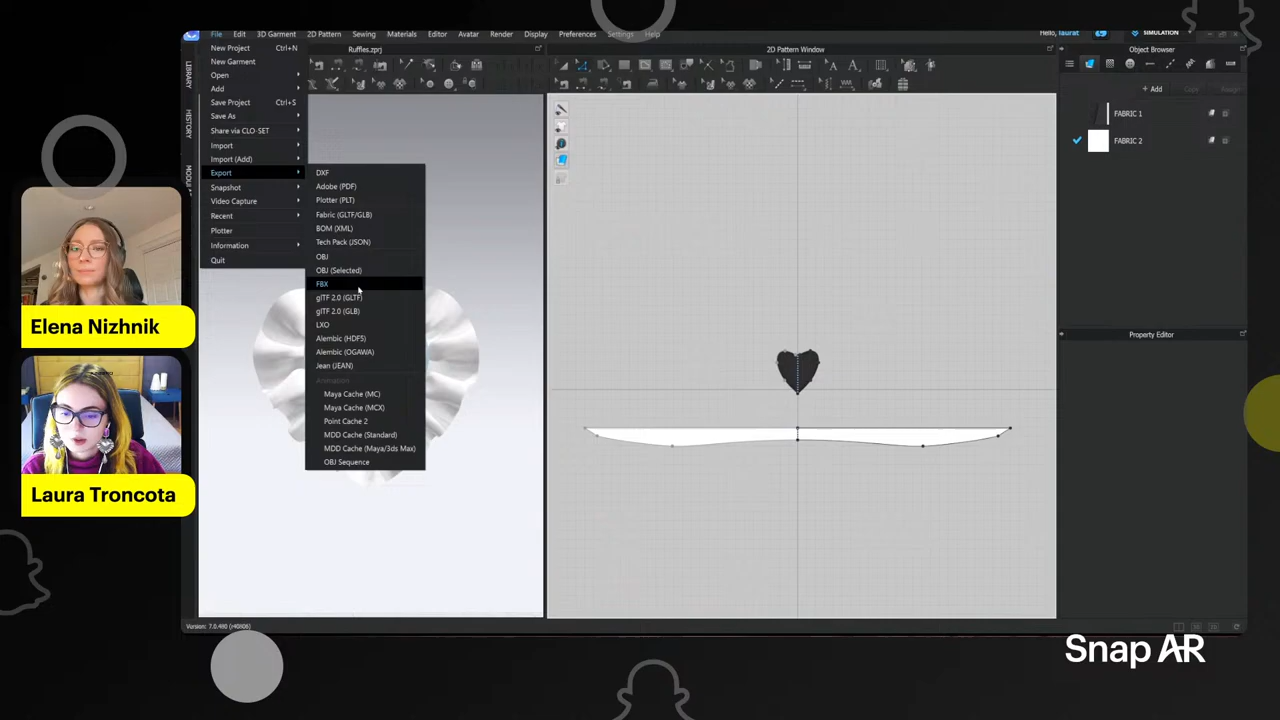 File Edit 3D Garment 2D Pattern Sewing Materials Editor Avatar Render Display Preferences Settings Help
Hello, laurat
SIMULATION
Ruffles.zprj
2D Pattern Window
Object Browser
LIBRARY
HISTORY
New Project Ctrl+N
New Garment
Open
Add
Save Project Ctrl+S
Save As
Share via CLO-SET
Import
Import (Add)
Export
Snapshot
Video Capture
Recent
Plotter
Information
Quit
DXF
Adobe (PDF)
Plotter (PLT)
Fabric (GLTF/GLB)
BOM (XML)
Tech Pack (JSON)
OBJ
OBJ (Selected)
FBX
glTF 2.0 (GLTF)
glTF 2.0 (GLB)
LXO
Alembic (HDF5)
Alembic (OGAWA)
Jean (JEAN)
Animation
Maya Cache (MC)
Maya Cache (MCX)
Point Cache 2
MDD Cache (Standard)
MDD Cache (Maya/3ds Max)
OBJ Sequence
+ Add Copy Assign
FABRIC 1
FABRIC 2
Property Editor
Elena Nizhnik
Laura Troncota
Snap AR